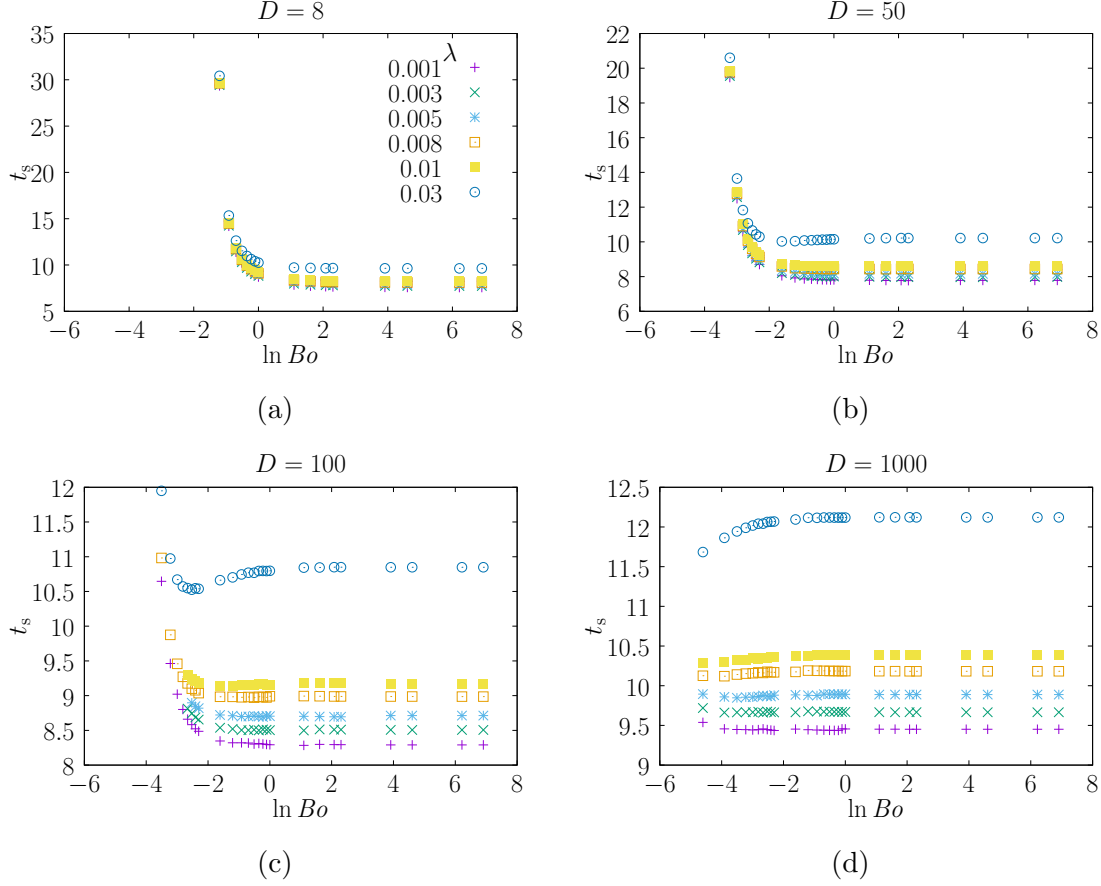 D = 8
35
30
25
20
15
10
5
t_s
−6 −4 −2 0 2 4 6 8
ln Bo
λ
0.001
0.003
0.005
0.008
0.01
0.03
(a)
D = 50
22
20
18
16
14
12
10
8
6
t_s
−6 −4 −2 0 2 4 6 8
ln Bo
(b)
D = 100
12
11.5
11
10.5
10
9.5
9
8.5
8
t_s
−6 −4 −2 0 2 4 6 8
ln Bo
(c)
D = 1000
12.5
12
11.5
11
10.5
10
9.5
9
t_s
−6 −4 −2 0 2 4 6 8
ln Bo
(d)